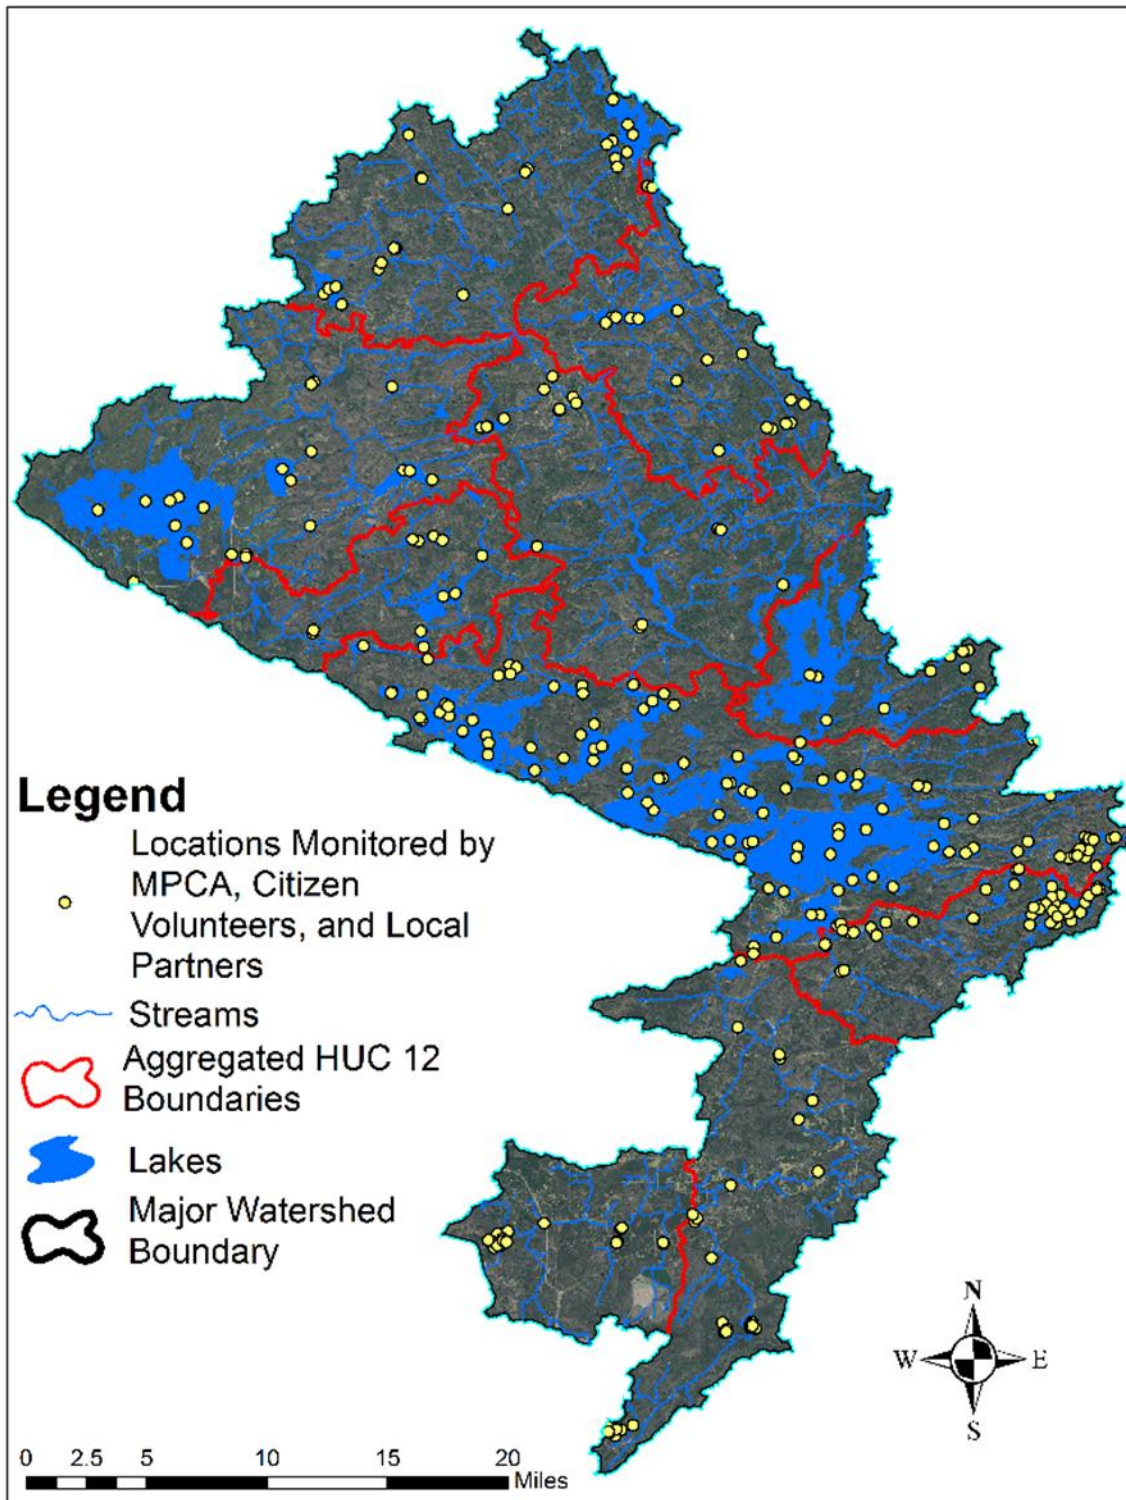 Legend
Locations Monitored by
MPCA, Citizen
Volunteers, and Local
Partners
Streams
Aggregated HUC 12
Boundaries
Lakes
Major Watershed
Boundary
N
W E
S
0 2.5 5 10 15 20
Miles